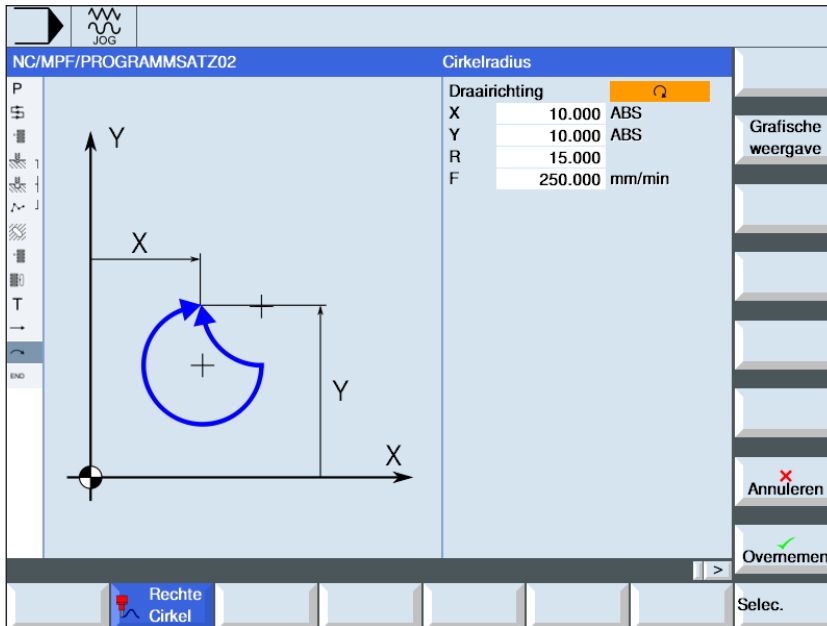 JOG
NC/MPF/PROGRAMMSATZ02
Cirkelradius
P
T
END
Y
X
Y
X
Draairichting
X 10.000 ABS
Y 10.000 ABS
R 15.000
F 250.000 mm/min
Grafische
weergave
Annuleren
Overnemen
>
Rechte
Cirkel
Selec.